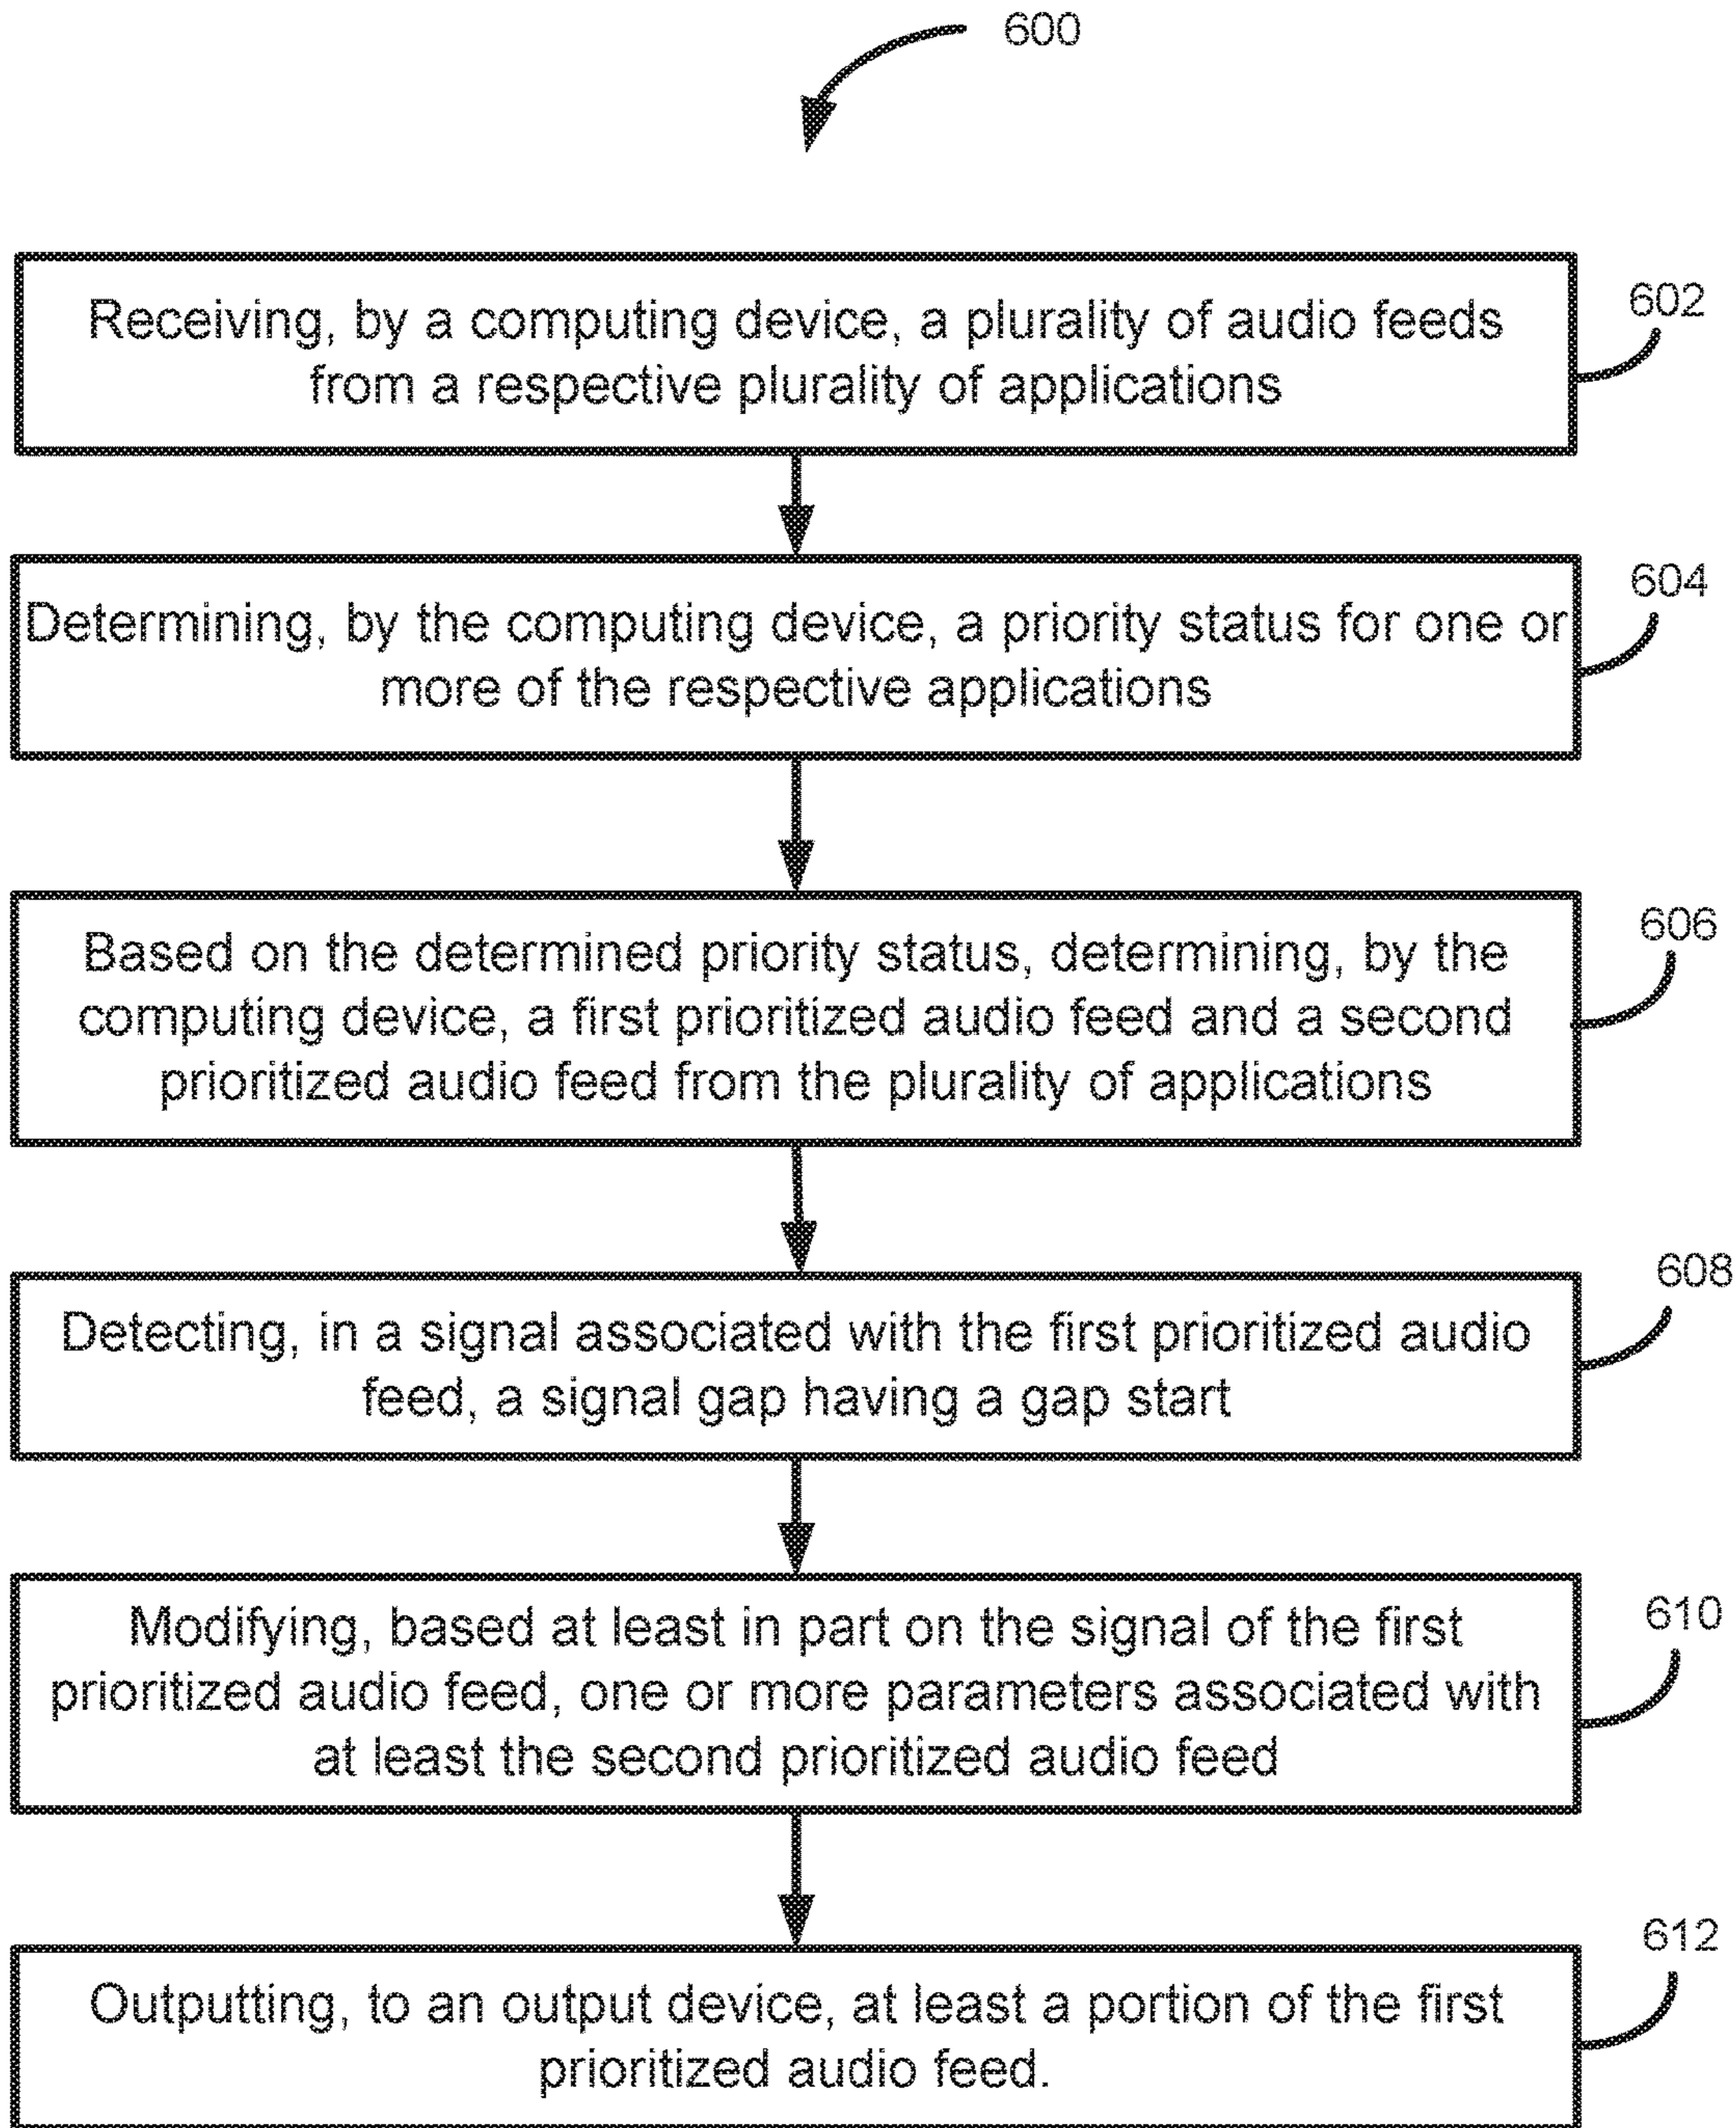 600
Receiving, by a computing device, a plurality of audio feeds
from a respective plurality of applications
602
Determining, by the computing device, a priority status for one or
more of the respective applications
604
Based on the determined priority status, determining, by the
computing device, a first prioritized audio feed and a second
prioritized audio feed from the plurality of applications
606
Detecting, in a signal associated with the first prioritized audio
feed, a signal gap having a gap start
608
Modifying, based at least in part on the signal of the first
prioritized audio feed, one or more parameters associated with
at least the second prioritized audio feed
610
Outputting, to an output device, at least a portion of the first
prioritized audio feed.
612